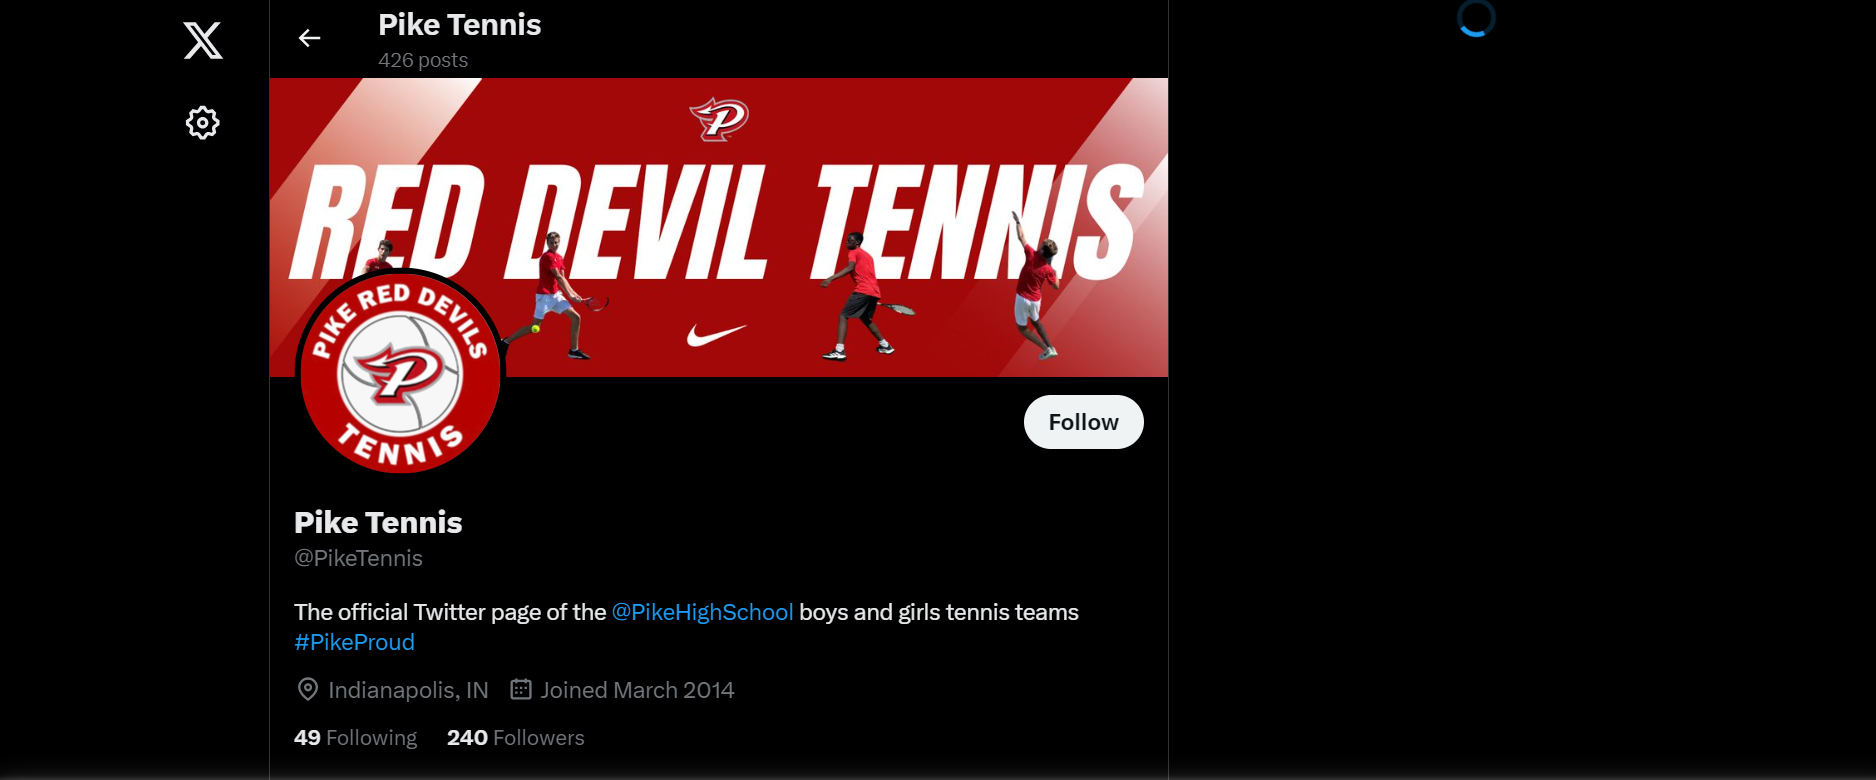 Pike Tennis
426 posts
P
RED DEVIL TENNIS
PIKE RED DEVILS
P
TENNIS
Follow
Pike Tennis
@PikeTennis
The official Twitter page of the @PikeHighSchool boys and girls tennis teams
#PikeProud
Indianapolis, IN Joined March 2014
49 Following 240 Followers